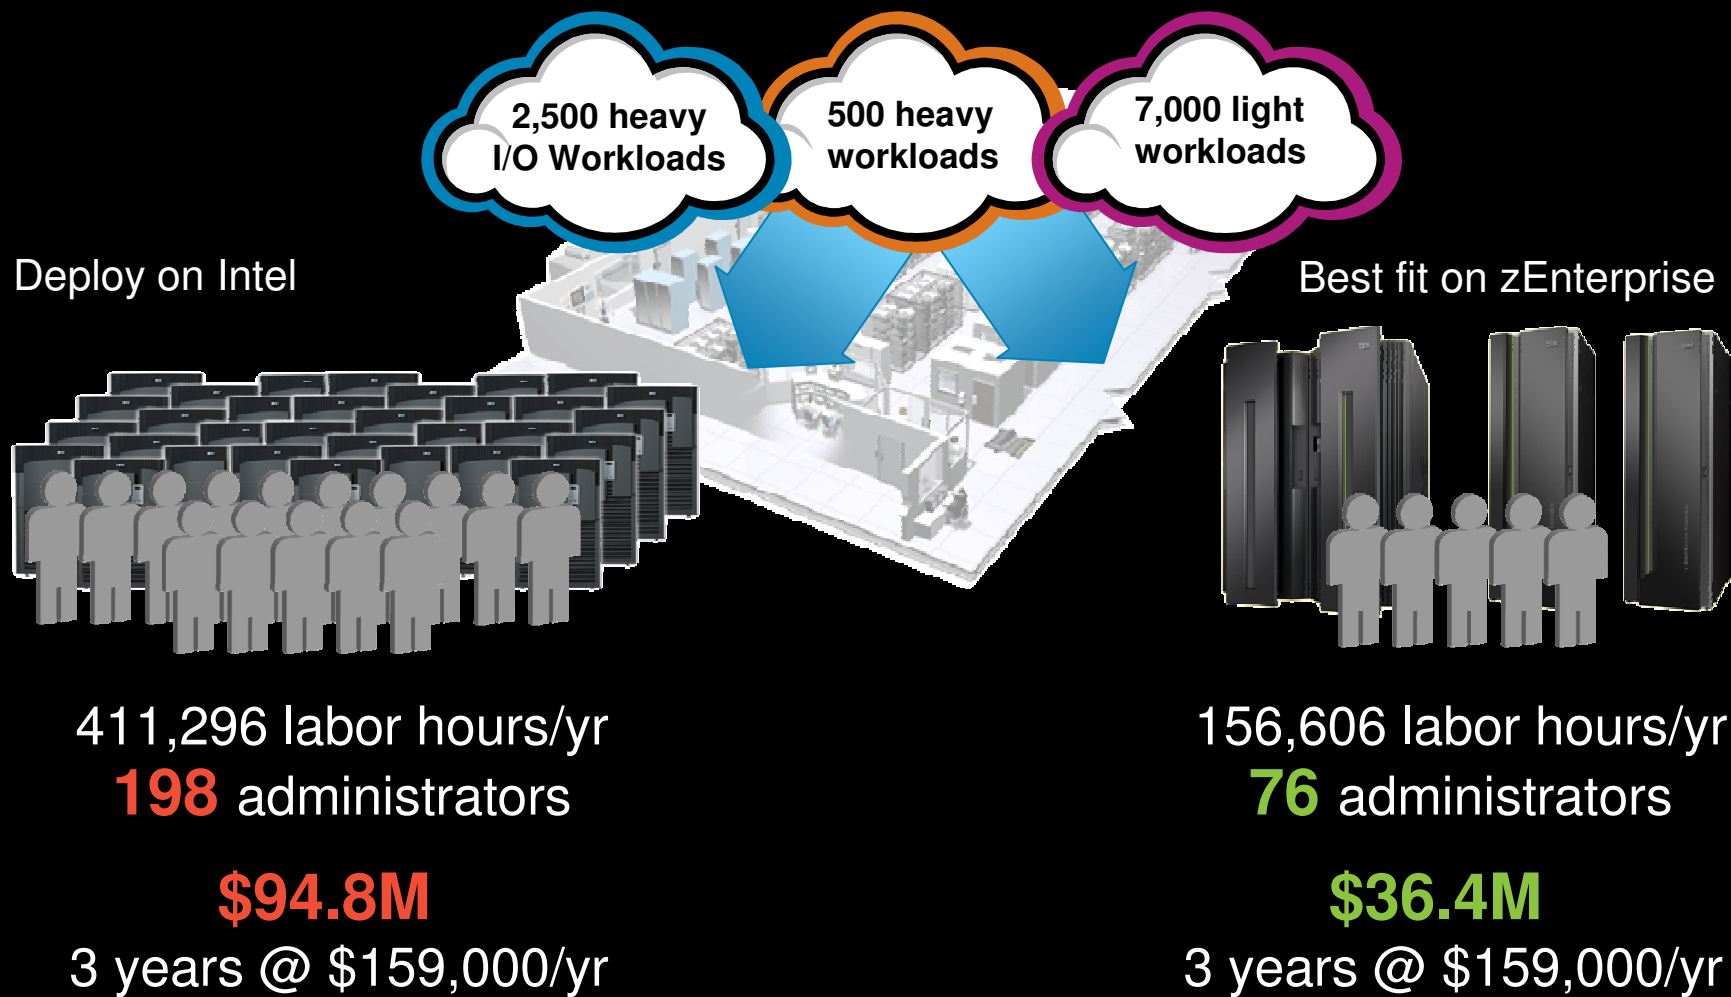 2,500 heavy
I/O Workloads
500 heavy
workloads
7,000 light
workloads
Deploy on Intel
Best fit on zEnterprise
411,296 labor hours/yr
198 administrators
$94.8M
3 years @ $159,000/yr
156,606 labor hours/yr
76 administrators
$36.4M
3 years @ $159,000/yr